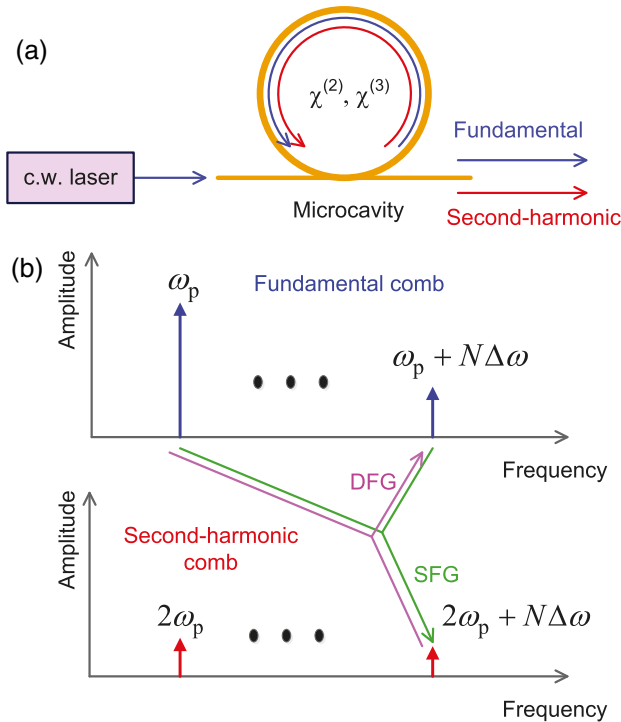 (a)
χ⁽²⁾, χ⁽³⁾
Fundamental
c.w. laser
Microcavity
Second-harmonic
(b)
Amplitude
ωp
Fundamental comb
ωp + NΔω
Frequency
DFG
Amplitude
Second-harmonic
comb
SFG
2ωp
2ωp + NΔω
Frequency